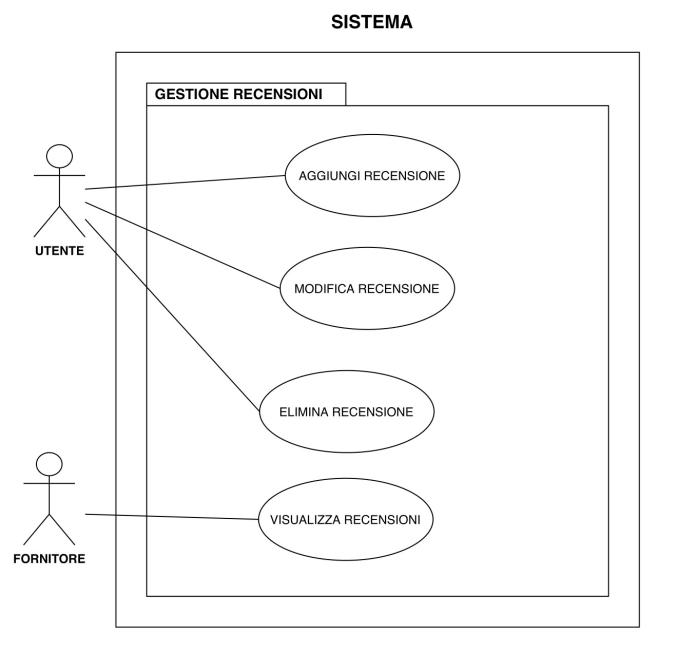 SISTEMA
GESTIONE RECENSIONI
AGGIUNGI RECENSIONE
UTENTE
MODIFICA RECENSIONE
ELIMINA RECENSIONE
VISUALIZZA RECENSIONI
FORNITORE